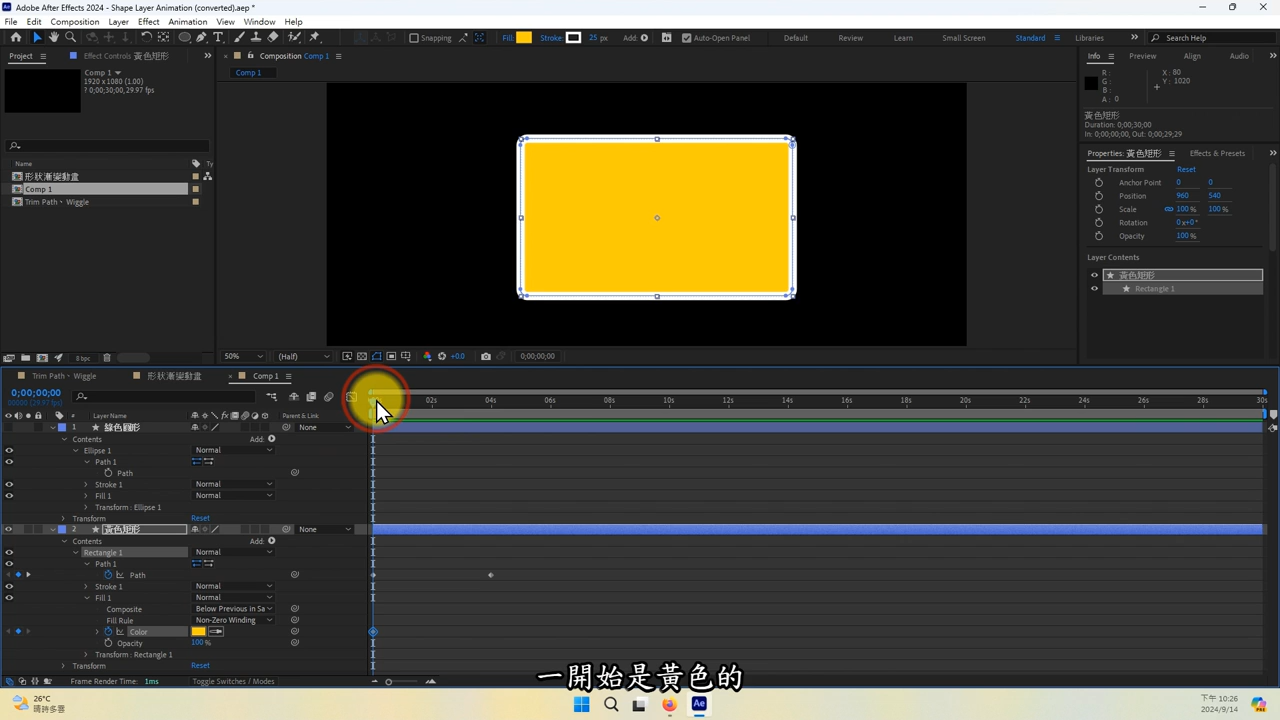 Adobe After Effects 2024 - Shape Layer Animation (converted).aep *
File Edit Composition Layer Effect Animation View Window Help
Snapping
Fill: Stroke: 25 px Add: Auto-Open Panel
Default Review Learn Small Screen Standard Libraries Search Help
Project Effect Controls 黃色矩形
Comp 1
1920 x 1080 (1.00)
? 0;00;30;00, 29.97 fps)
Name Ty
形狀漸變動畫
Comp 1
Trim Path、Wiggle
8 bpc
Composition Comp 1
Comp 1
50% (Half) +0.0 0;00;00;00
Info Preview Align Audio
R: X: 80
G: Y: 1020
B:
A: 0
黃色矩形
Duration: 0;00;30;00
In: 0;00;00;00, Out: 0;00;29;29
Properties: 黃色矩形 Effects & Presets
Layer Transform Reset
Anchor Point 0 0
Position 960 540
Scale 100 % 100 %
Rotation 0x+0°
Opacity 100 %
Layer Contents
黃色矩形
Rectangle 1
Trim Path、Wiggle 形狀漸變動畫 Comp 1
0;00;00;00
00000 (29.97 fps)
02s 04s 06s 08s 10s 12s 14s 16s 18s 20s 22s 24s 26s 28s 30s
# Layer Name Parent & Link
1 綠色圓形 None
Contents Add:
Ellipse 1 Normal
Path 1
Path
Stroke 1 Normal
Fill 1 Normal
Transform: Ellipse 1
Transform Reset
2 黃色矩形 None
Contents Add:
Rectangle 1 Normal
Path 1
Path
Stroke 1 Normal
Fill 1 Normal
Composite Below Previous in Sa
Fill Rule Non-Zero Winding
Color
Opacity 100 %
Transform: Rectangle 1
Transform Reset
Frame Render Time: 1ms Toggle Switches / Modes
一開始是黃色的
26°C
晴時多雲
下午 10:26
2024/9/14